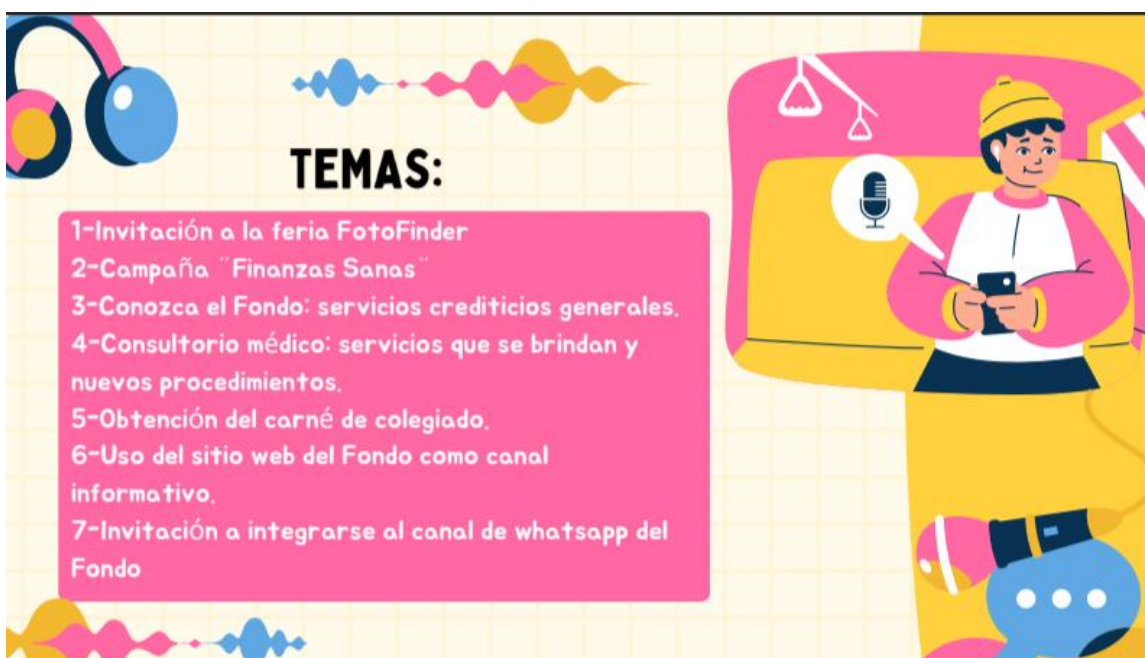 TEMAS:
1-Invitación a la feria FotoFinder
2-Campaña ¨Finanzas Sanas¨
3-Conozca el Fondo: servicios crediticios generales.
4-Consultorio médico: servicios que se brindan y
nuevos procedimientos.
5-Obtención del carné de colegiado.
6-Uso del sitio web del Fondo como canal
informativo.
7-Invitación a integrarse al canal de whatsapp del
Fondo